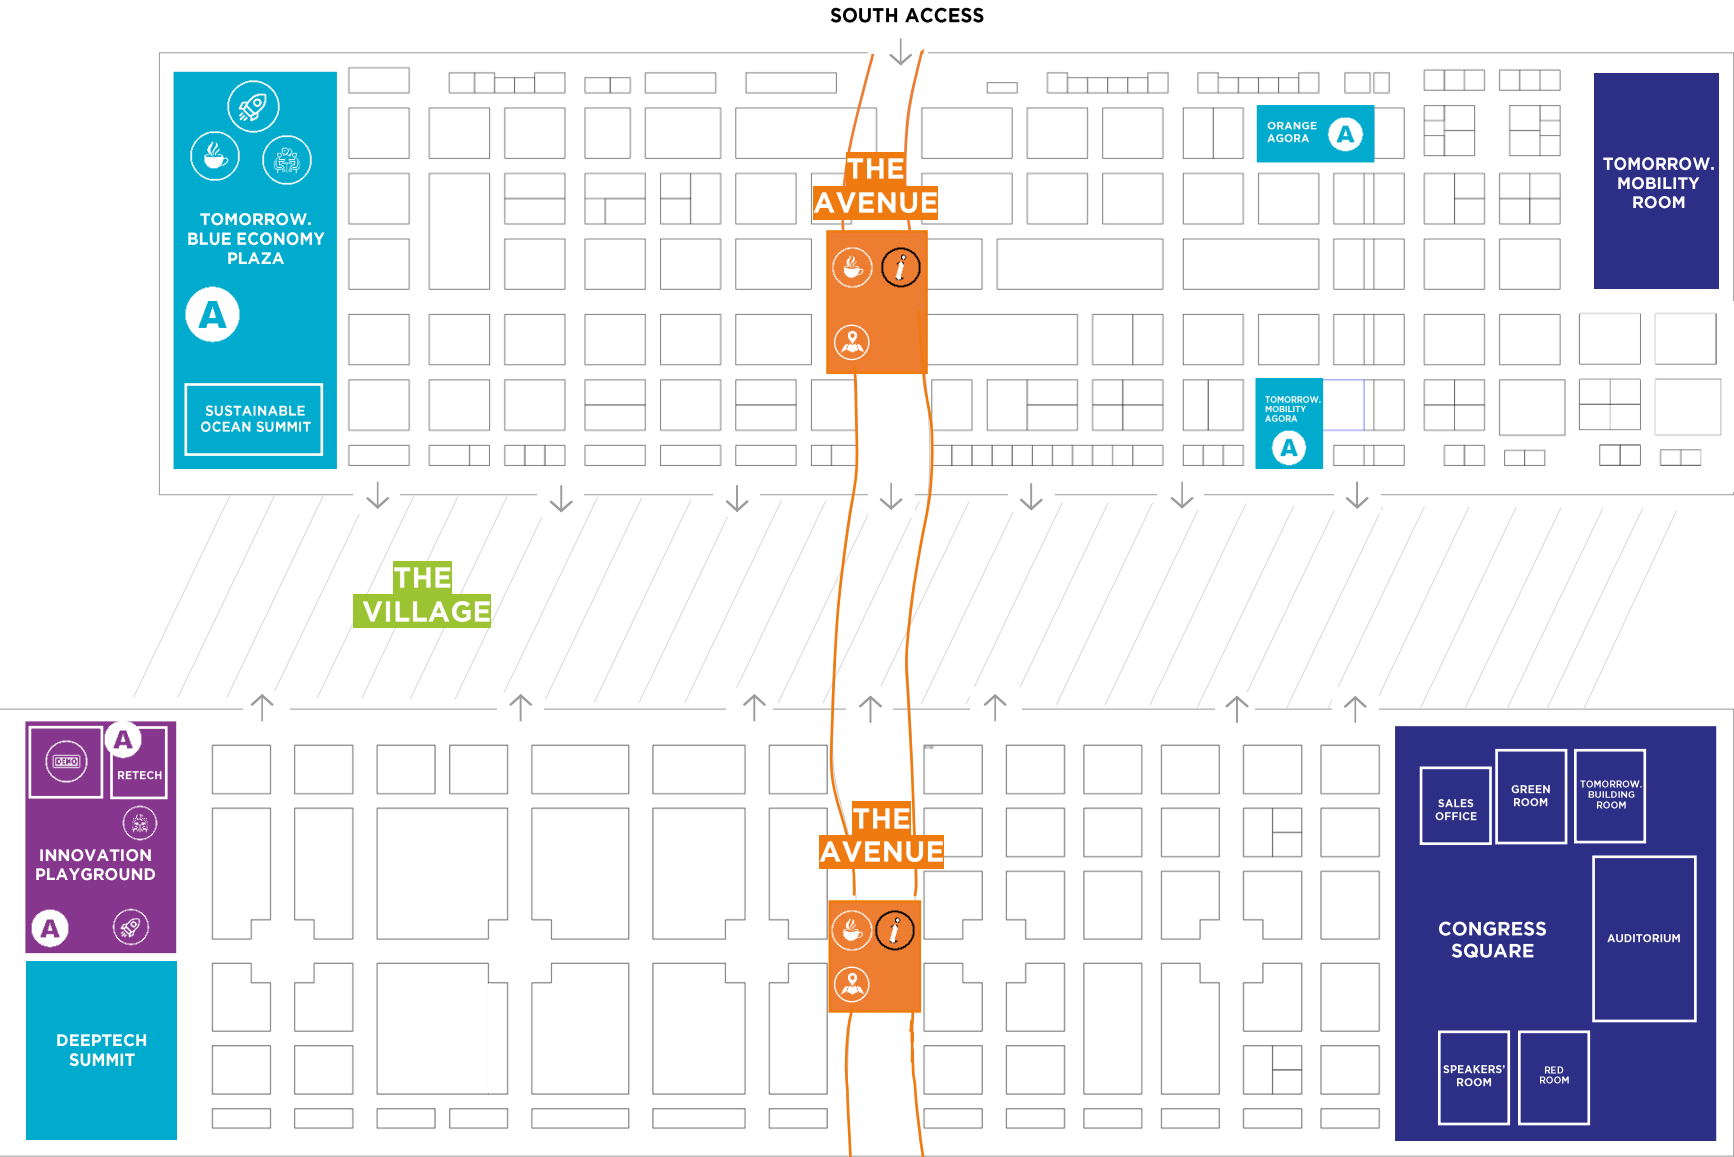 SOUTH ACCESS
ORANGE
AGORA
A
THE
AVENUE
TOMORROW.
MOBILITY
ROOM
TOMORROW.
BLUE ECONOMY
PLAZA
A
SUSTAINABLE
OCEAN SUMMIT
i
TOMORROW.
MOBILITY
AGORA
A
THE
VILLAGE
A
DEMO
RETECH
INNOVATION
PLAYGROUND
A
DEEPTECH
SUMMIT
THE
AVENUE
i
SALES
OFFICE
GREEN
ROOM
TOMORROW.
BUILDING
ROOM
CONGRESS
SQUARE
AUDITORIUM
SPEAKERS'
ROOM
RED
ROOM